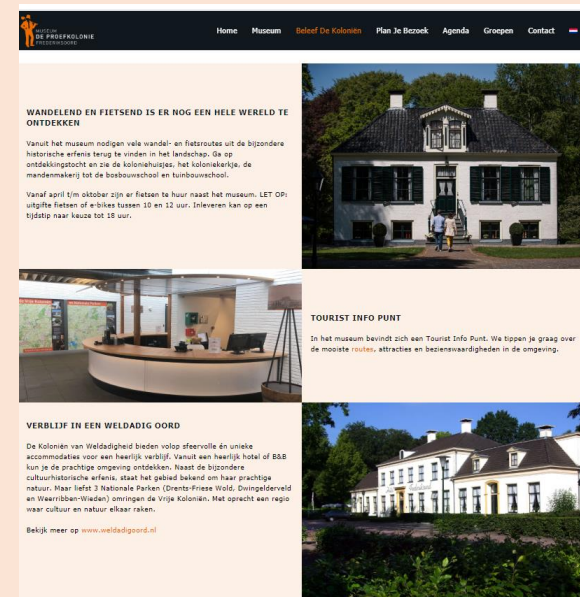 MUSEUM
DE PROEFKOLONIE
FREDERIKSOORD
Home Museum Beleef De Koloniën Plan Je Bezoek Agenda Groepen Contact
WANDELEND EN FIETSEND IS ER NOG EEN HELE WERELD TE
ONTDEKKEN
Vanuit het museum nodigen vele wandel- en fietsroutes uit de bijzondere
historische erfenis terug te vinden in het landschap. Ga op
ontdekkingstocht en zie de koloniehuisjes, het koloniekerkje, de
mandenmakerij tot de bosbouwschool en tuinbouwschool.
Vanaf april t/m oktober zijn er fietsen te huur naast het museum. LET OP:
uitgifte fietsen of e-bikes tussen 10 en 12 uur. Inleveren kan op een
tijdstip naar keuze tot 18 uur.
TOURIST INFO PUNT
In het museum bevindt zich een Tourist Info Punt. We tippen je graag over
de mooiste routes, attracties en bezienswaardigheden in de omgeving.
VERBLIJF IN EEN WELDADIG OORD
De Koloniën van Weldadigheid bieden volop sfeervolle én unieke
accommodaties voor een heerlijk verblijf. Vanuit een heerlijk hotel of B&B
kun je de prachtige omgeving ontdekken. Naast de bijzondere
cultuurhistorische erfenis, staat het gebied bekend om haar prachtige
natuur. Maar liefst 3 Nationale Parken (Drents-Friese Wold, Dwingelderveld
en Weerribben-Wieden) omringen de Vrije Koloniën. Met oprecht een regio
waar cultuur en natuur elkaar raken.
Bekijk meer op www.weldadigoord.nl